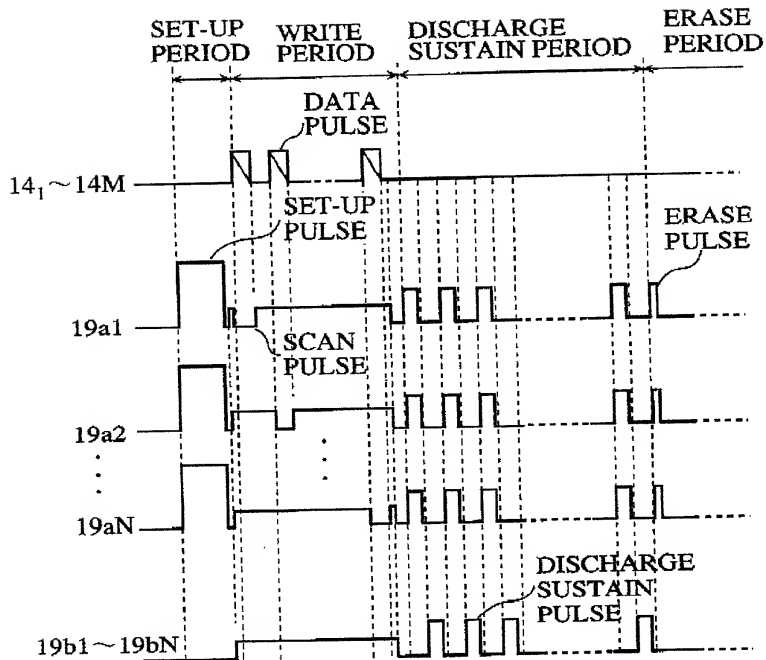 SET-UP
PERIOD
WRITE
PERIOD
DISCHARGE
SUSTAIN PERIOD
ERASE
PERIOD
DATA
PULSE
14₁~14M
SET-UP
PULSE
ERASE
PULSE
19a1
SCAN
PULSE
19a2
19aN
DISCHARGE
SUSTAIN
PULSE
19b1~19bN